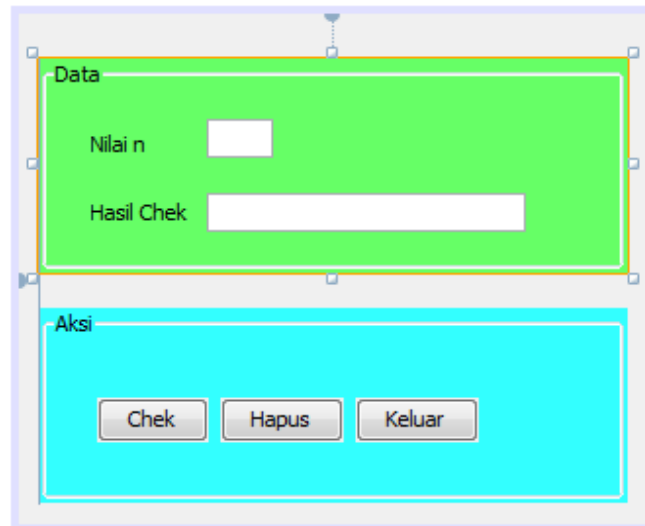 Data
Nilai n
Hasil Chek
Aksi
Chek Hapus Keluar